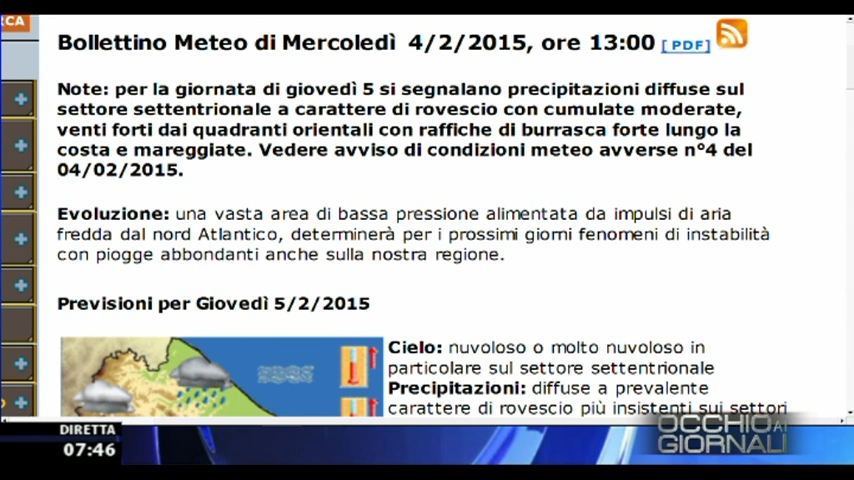 RCA
Bollettino Meteo di Mercoledì 4/2/2015, ore 13:00 [PDF]
Note: per la giornata di giovedì 5 si segnalano precipitazioni diffuse sul
settore settentrionale a carattere di rovescio con cumulate moderate,
venti forti dai quadranti orientali con raffiche di burrasca forte lungo la
costa e mareggiate. Vedere avviso di condizioni meteo avverse n°4 del
04/02/2015.
Evoluzione: una vasta area di bassa pressione alimentata da impulsi di aria
fredda dal nord Atlantico, determinerà per i prossimi giorni fenomeni di instabilità
con piogge abbondanti anche sulla nostra regione.
Previsioni per Giovedì 5/2/2015
Cielo: nuvoloso o molto nuvoloso in
particolare sul settore settentrionale
Precipitazioni: diffuse a prevalente
carattere di rovescio più insistenti sui settori
DIRETTA
07:46
OCCHIO AI
GIORNALI